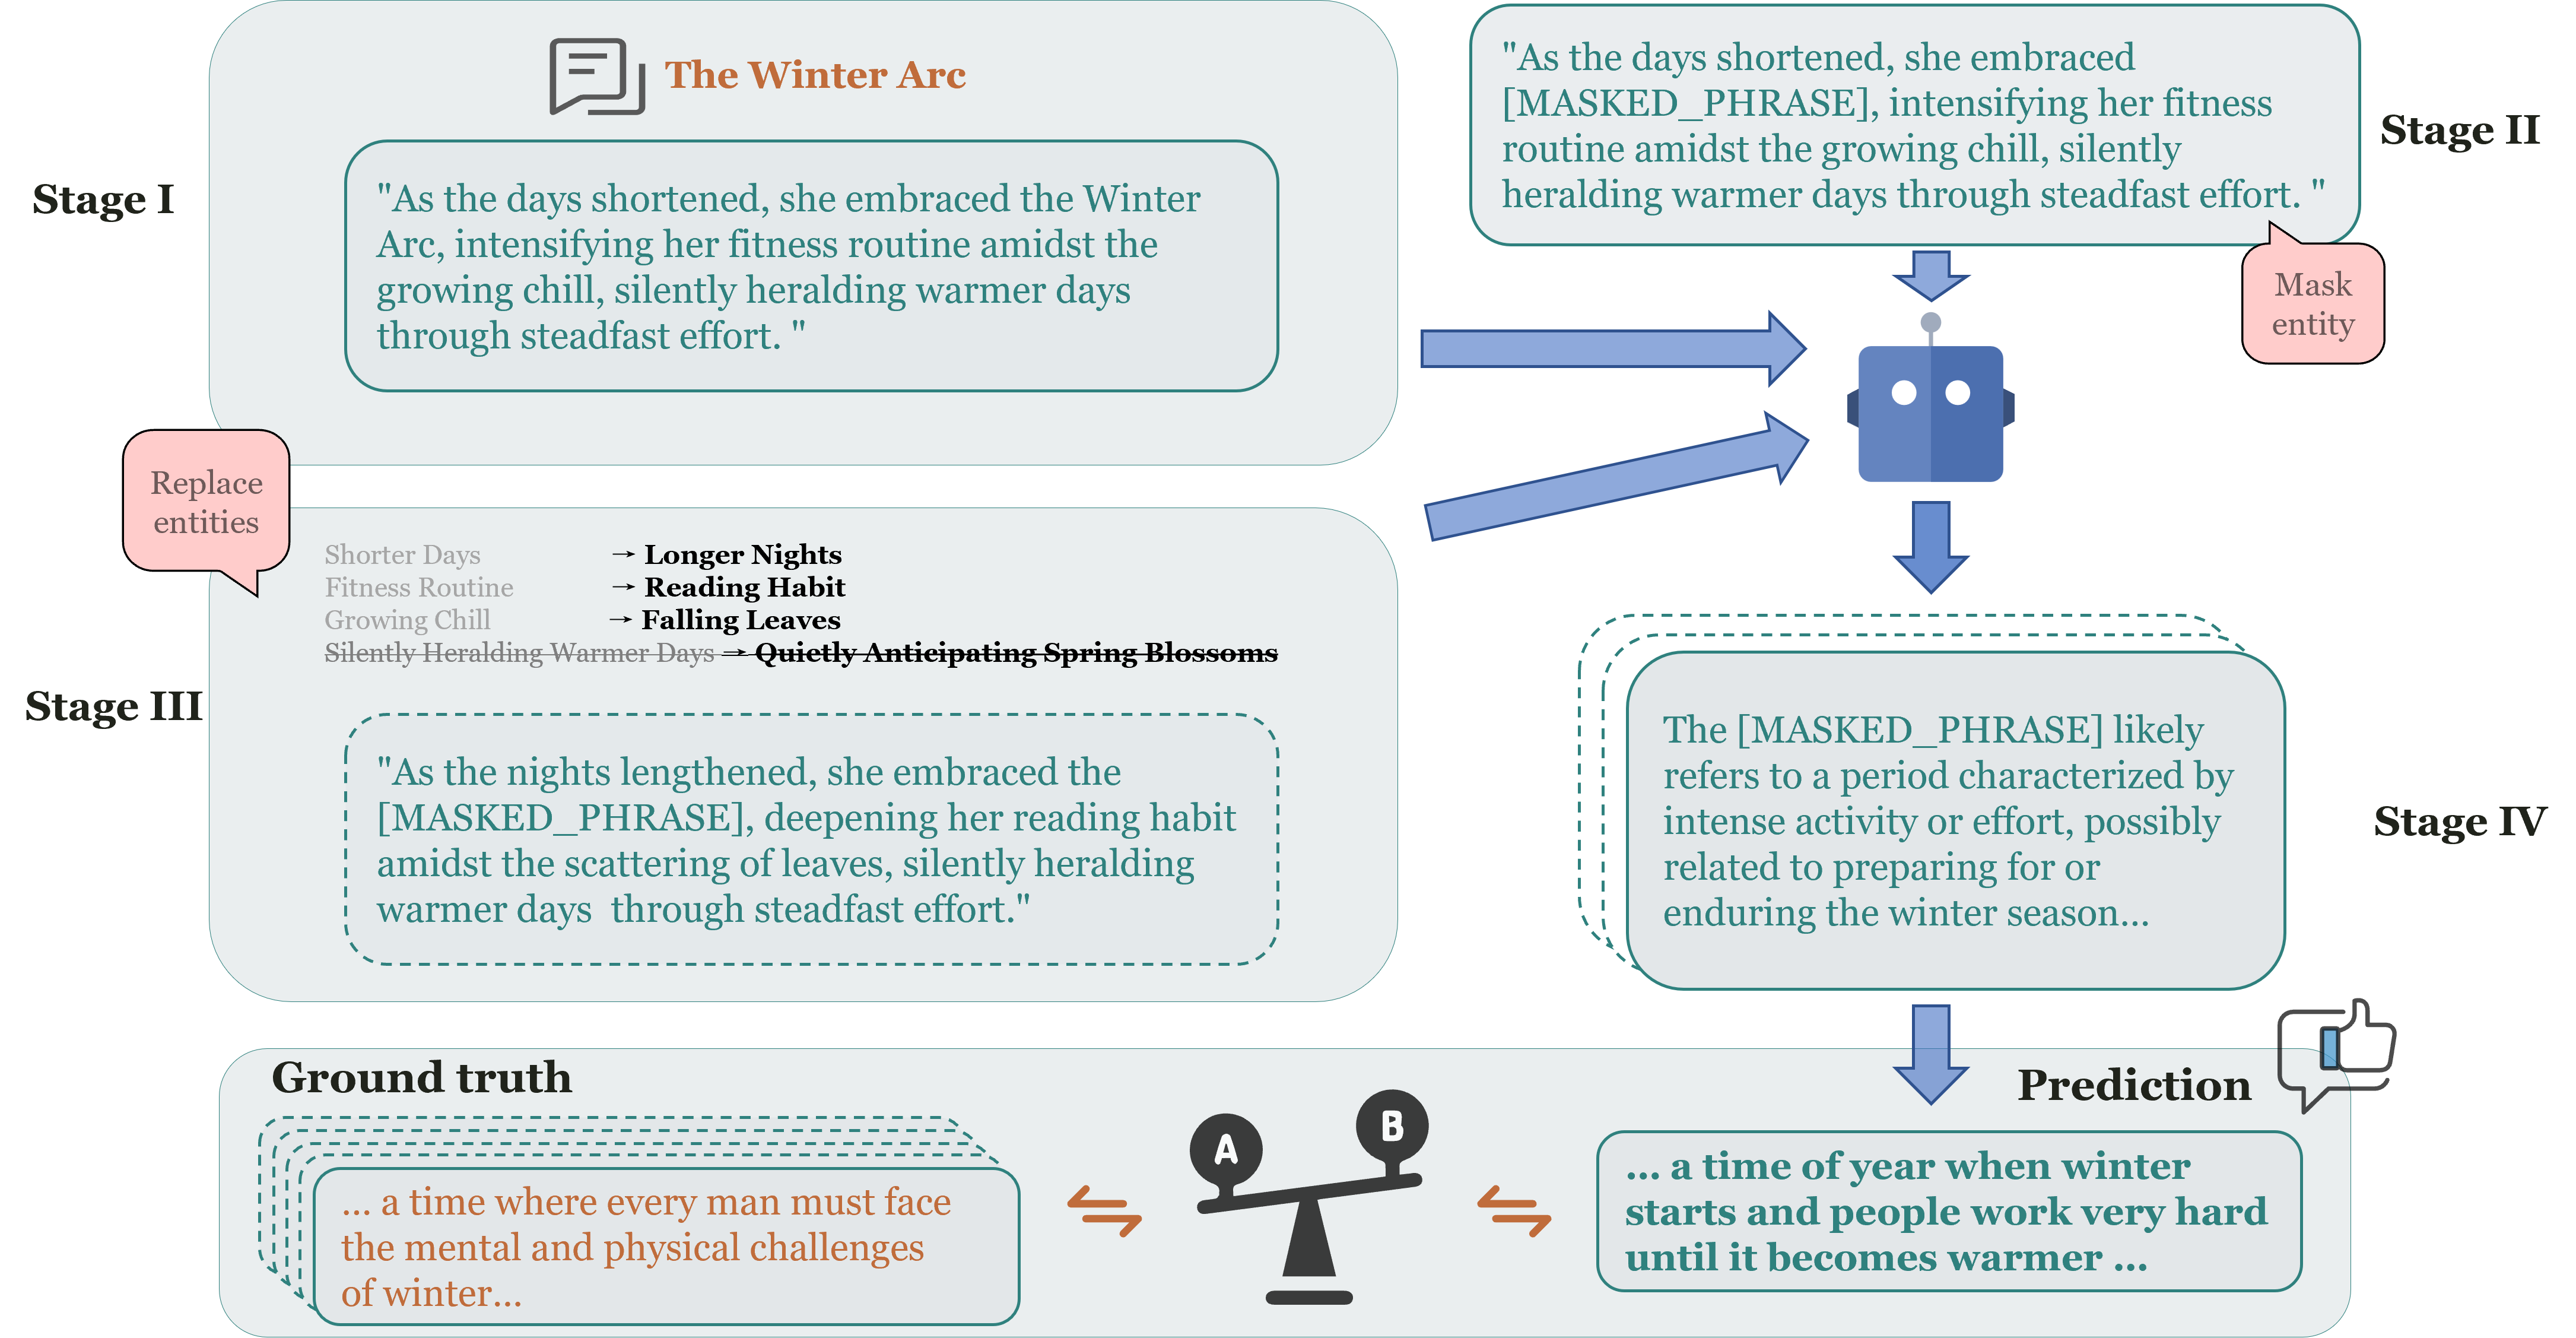 Stage I
The Winter Arc
"As the days shortened, she embraced the Winter
Arc, intensifying her fitness routine amidst the
growing chill, silently heralding warmer days
through steadfast effort. "
Stage II
"As the days shortened, she embraced
[MASKED_PHRASE], intensifying her fitness
routine amidst the growing chill, silently
heralding warmer days through steadfast effort. "
Mask
entity
Replace
entities
Stage III
Shorter Days → Longer Nights
Fitness Routine → Reading Habit
Growing Chill → Falling Leaves
Silently Heralding Warmer Days → Quietly Anticipating Spring Blossoms
"As the nights lengthened, she embraced the
[MASKED_PHRASE], deepening her reading habit
amidst the scattering of leaves, silently heralding
warmer days through steadfast effort."
Stage IV
The [MASKED_PHRASE] likely
refers to a period characterized by
intense activity or effort, possibly
related to preparing for or
enduring the winter season...
Ground truth
... a time where every man must face
the mental and physical challenges
of winter...
A
B
Prediction
... a time of year when winter
starts and people work very hard
until it becomes warmer ...